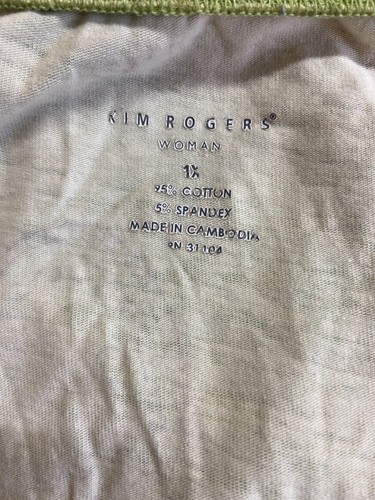 KIM ROGERS®
WOMAN
1X
95% COTTON
5% SPANDEX
MADE IN CAMBODIA
RN 31104